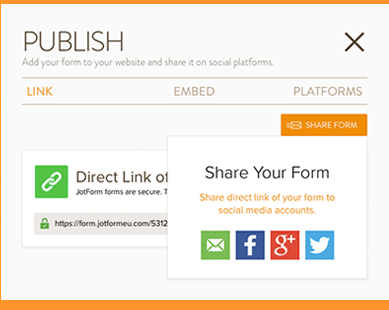 PUBLISH
Add your form to your website and share it on social platforms.
LINK EMBED PLATFORMS
SHARE FORM
Direct Link of
JotForm forms are secure. T
https://form.jotformeu.com/5312
Share Your Form
Share direct link of your form to
social media accounts.
f g+